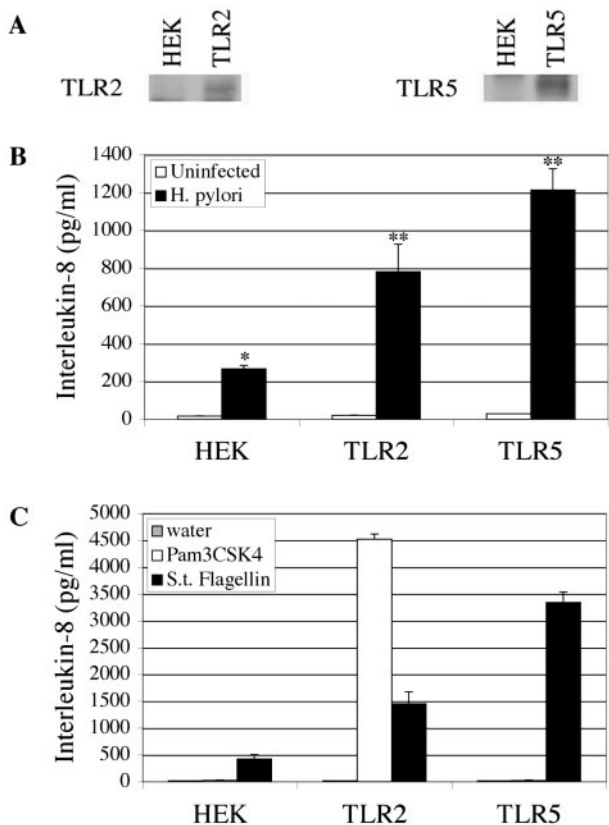 A
HEK
TLR2
HEK
TLR5
TLR2
TLR5
B
Interleukin-8 (pg/ml)
1400
1200
1000
800
600
400
200
0
Uninfected
H. pylori
*
**
**
HEK
TLR2
TLR5
C
Interleukin-8 (pg/ml)
5000
4500
4000
3500
3000
2500
2000
1500
1000
500
0
water
Pam3CSK4
S.t. Flagellin
HEK
TLR2
TLR5